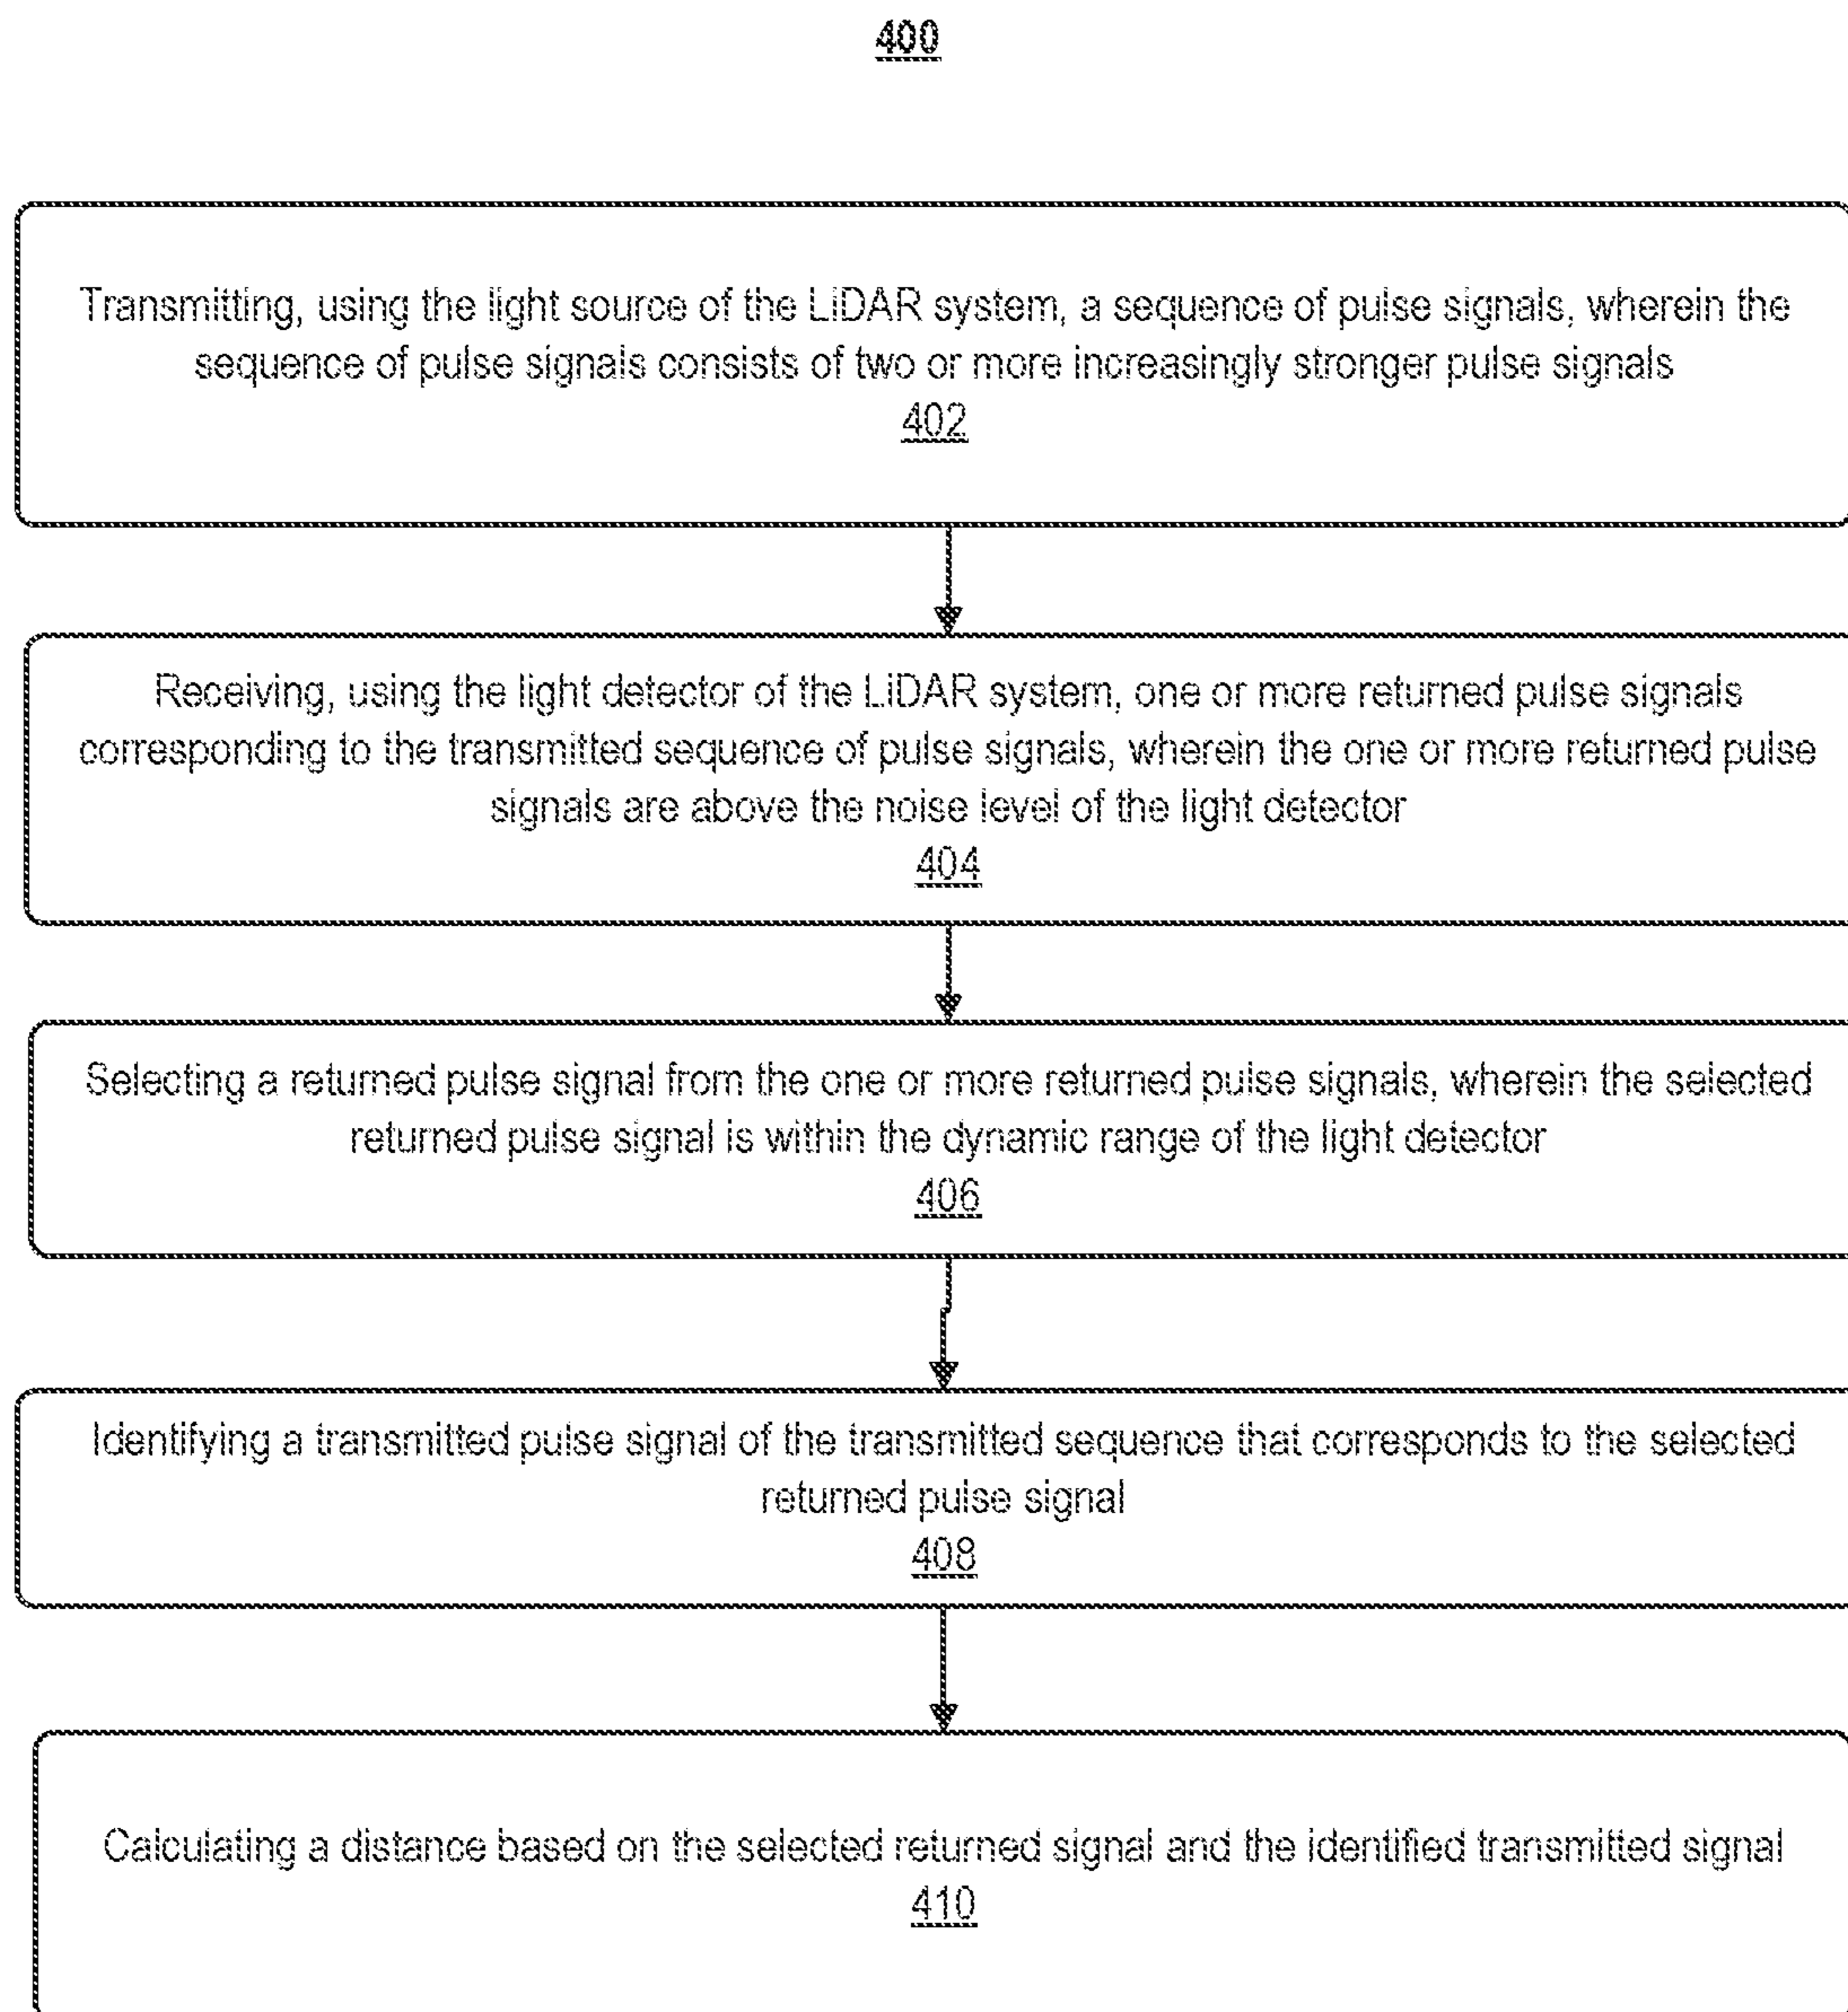 400
Transmitting, using the light source of the LiDAR system, a sequence of pulse signals, wherein the
sequence of pulse signals consists of two or more increasingly stronger pulse signals
402
Receiving, using the light detector of the LiDAR system, one or more returned pulse signals
corresponding to the transmitted sequence of pulse signals, wherein the one or more returned pulse
signals are above the noise level of the light detector
404
Selecting a returned pulse signal from the one or more returned pulse signals, wherein the selected
returned pulse signal is within the dynamic range of the light detector
406
Identifying a transmitted pulse signal of the transmitted sequence that corresponds to the selected
returned pulse signal
408
Calculating a distance based on the selected returned signal and the identified transmitted signal
410